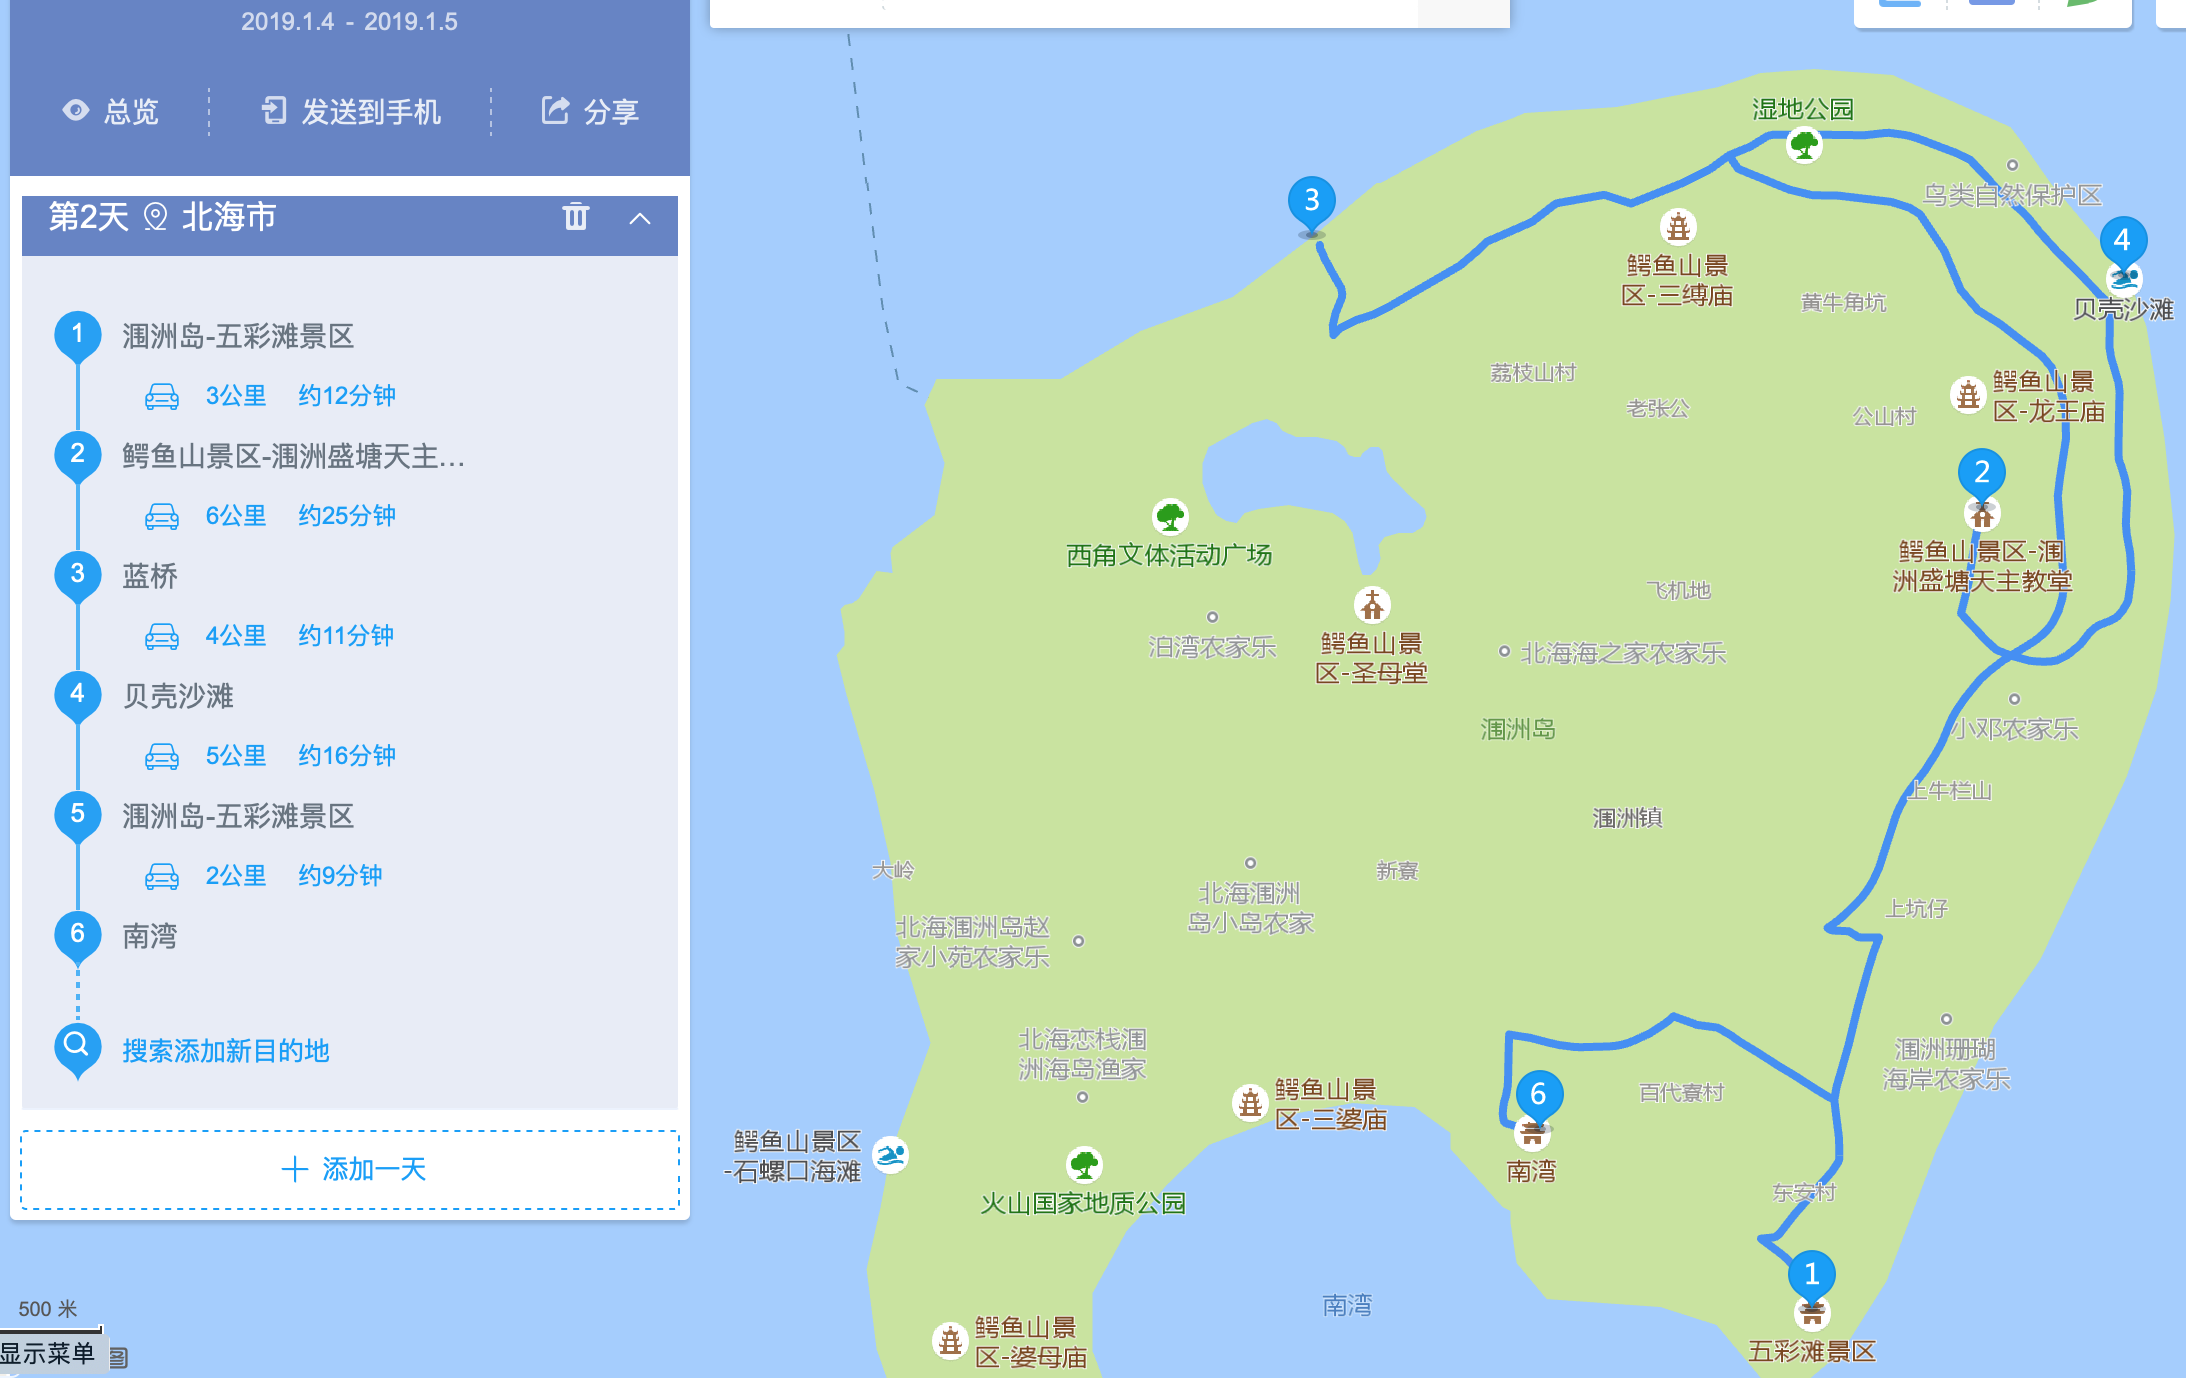 2019.1.4 - 2019.1.5
总览
发送到手机
分享
第2天 北海市
1 涠洲岛-五彩滩景区
3公里 约12分钟
2 鳄鱼山景区-涠洲盛塘天主...
6公里 约25分钟
3 蓝桥
4公里 约11分钟
4 贝壳沙滩
5公里 约16分钟
5 涠洲岛-五彩滩景区
2公里 约9分钟
6 南湾
搜索添加新目的地
添加一天
500 米
显示菜单
湿地公园
鸟类自然保护区
3
4
贝壳沙滩
鳄鱼山景
区-三缚庙
黄牛角坑
荔枝山村
老张公
公山村
鳄鱼山景
区-龙王庙
2
鳄鱼山景区-涠
洲盛塘天主教堂
西角文体活动广场
飞机地
泊湾农家乐
鳄鱼山景
区-圣母堂
北海海之家农家乐
涠洲岛
小邓农家乐
上牛栏山
涠洲镇
大岭
新寮
北海涠洲
岛小岛农家
上坑仔
北海涠洲岛赵
家小苑农家乐
北海恋栈涠
洲海岛渔家
涠洲珊瑚
海岸农家乐
鳄鱼山景
区-三婆庙
6
南湾
百代寮村
鳄鱼山景区
-石螺口海滩
火山国家地质公园
东安村
1
五彩滩景区
南湾
鳄鱼山景
区-婆母庙